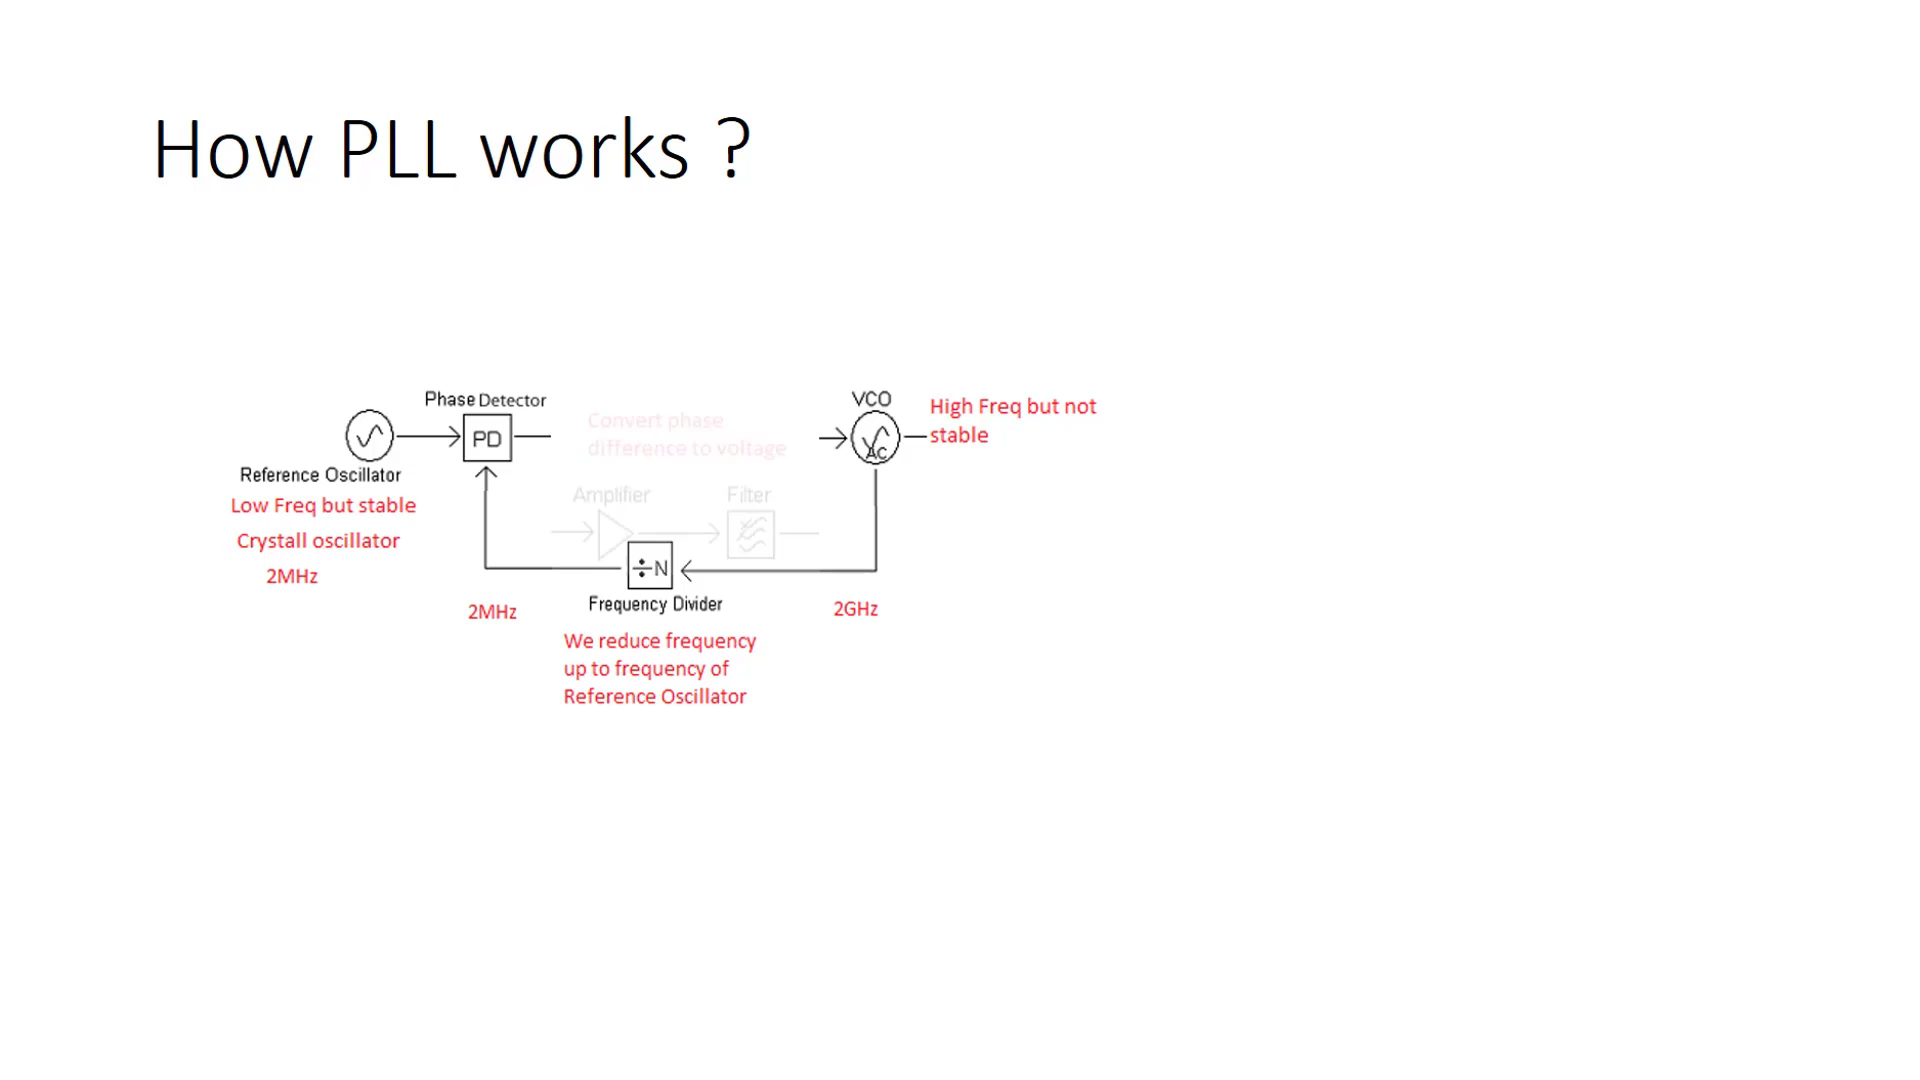 How PLL works ?
Phase Detector
PD
Convert phase
difference to voltage
VCO
AC
High Freq but not
stable
Reference Oscillator
Low Freq but stable
Crystall oscillator
2MHz
Amplifier
Filter
÷N
Frequency Divider
2MHz
2GHz
We reduce frequency
up to frequency of
Reference Oscillator